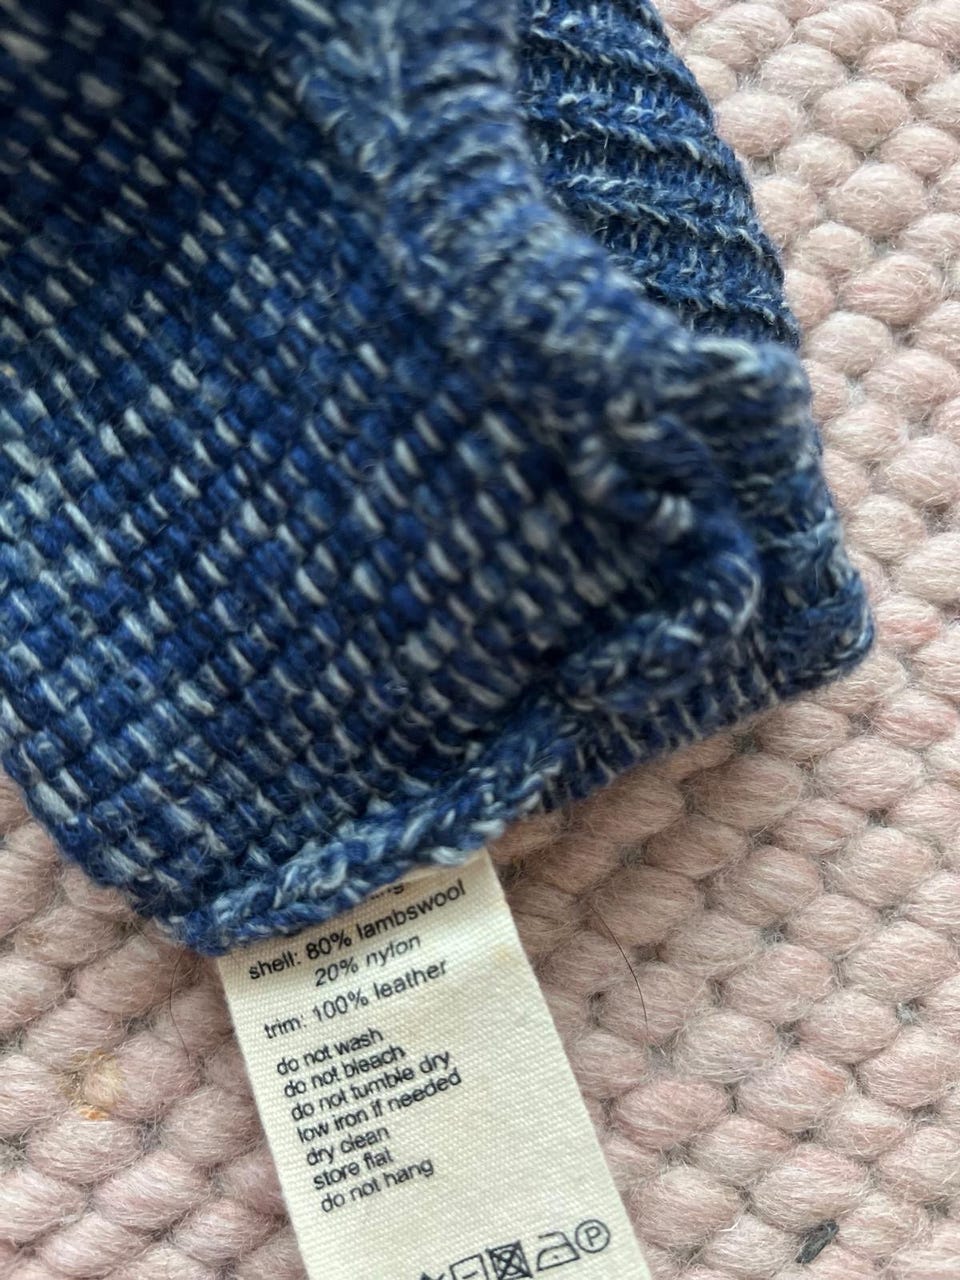 shell: 80% lambswool
20% nylon
trim: 100% leather
do not wash
do not bleach
do not tumble dry
low iron if needed
dry clean
store flat
do not hang
P